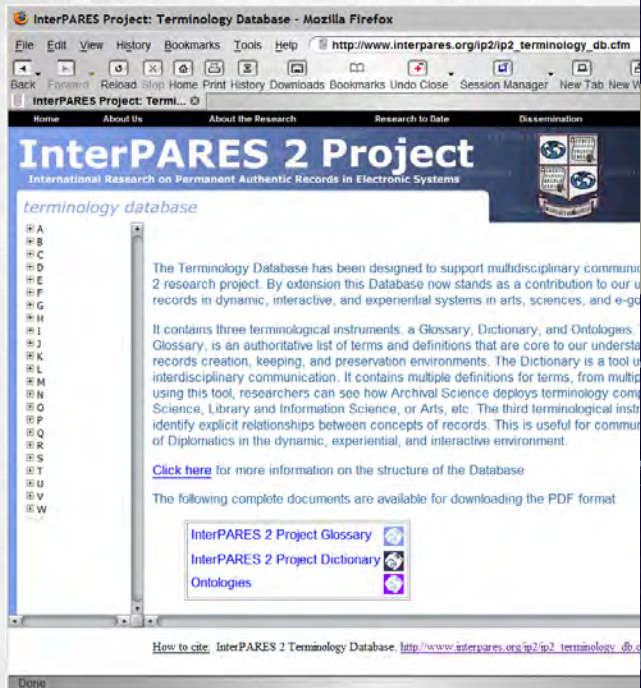 InterPARES Project: Terminology Database - Mozilla Firefox
File Edit View History Bookmarks Tools Help http://www.interpares.org/ip2/ip2_terminology_db.cfm
Back Forward Reload Stop Home Print History Downloads Bookmarks Undo Close Session Manager New Tab New W
InterPARES Project: Termi...
Home About Us About the Research Research to Date Dissemination
InterPARES 2 Project
International Research on Permanent Authentic Records in Electronic Systems
terminology database
A
B
C
D
E
F
G
H
I
J
K
L
M
N
O
P
Q
R
S
T
U
V
W
The Terminology Database has been designed to support multidisciplinary communic
2 research project. By extension this Database now stands as a contribution to our u
records in dynamic, interactive, and experiential systems in arts, sciences, and e-go
It contains three terminological instruments. a Glossary, Dictionary, and Ontologies.
Glossary, is an authoritative list of terms and definitions that are core to our understa
records creation, keeping, and preservation environments. The Dictionary is a tool u
interdisciplinary communication. It contains multiple definitions for terms, from multip
using this tool, researchers can see how Archival Science deploys terminology comp
Science, Library and Information Science, or Arts, etc. The third terminological instr
identify explicit relationships between concepts of records. This is useful for commun
of Diplomatics in the dynamic, experiential, and interactive environment.
Click here for more information on the structure of the Database
The following complete documents are available for downloading the PDF format
InterPARES 2 Project Glossary
InterPARES 2 Project Dictionary
Ontologies
How to cite: InterPARES 2 Terminology Database. http://www.interpares.org/ip2/ip2_terminology_db.c
Done